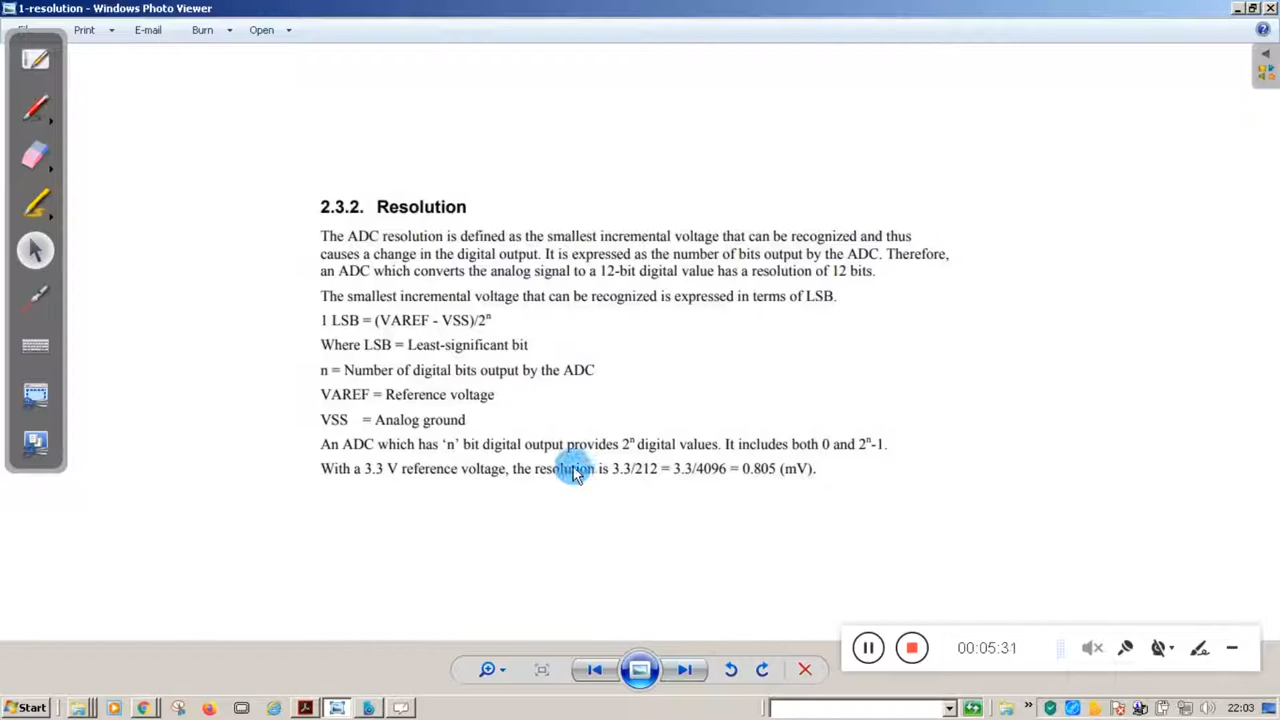 1-resolution - Windows Photo Viewer
Print E-mail Burn Open
2.3.2. Resolution
The ADC resolution is defined as the smallest incremental voltage that can be recognized and thus
causes a change in the digital output. It is expressed as the number of bits output by the ADC. Therefore,
an ADC which converts the analog signal to a 12-bit digital value has a resolution of 12 bits.
The smallest incremental voltage that can be recognized is expressed in terms of LSB.
1 LSB = (VAREF - VSS)/2ⁿ
Where LSB = Least-significant bit
n = Number of digital bits output by the ADC
VAREF = Reference voltage
VSS = Analog ground
An ADC which has ‘n’ bit digital output provides 2ⁿ digital values. It includes both 0 and 2ⁿ-1.
With a 3.3 V reference voltage, the resolution is 3.3/212 = 3.3/4096 = 0.805 (mV).
00:05:31
Start
22:03